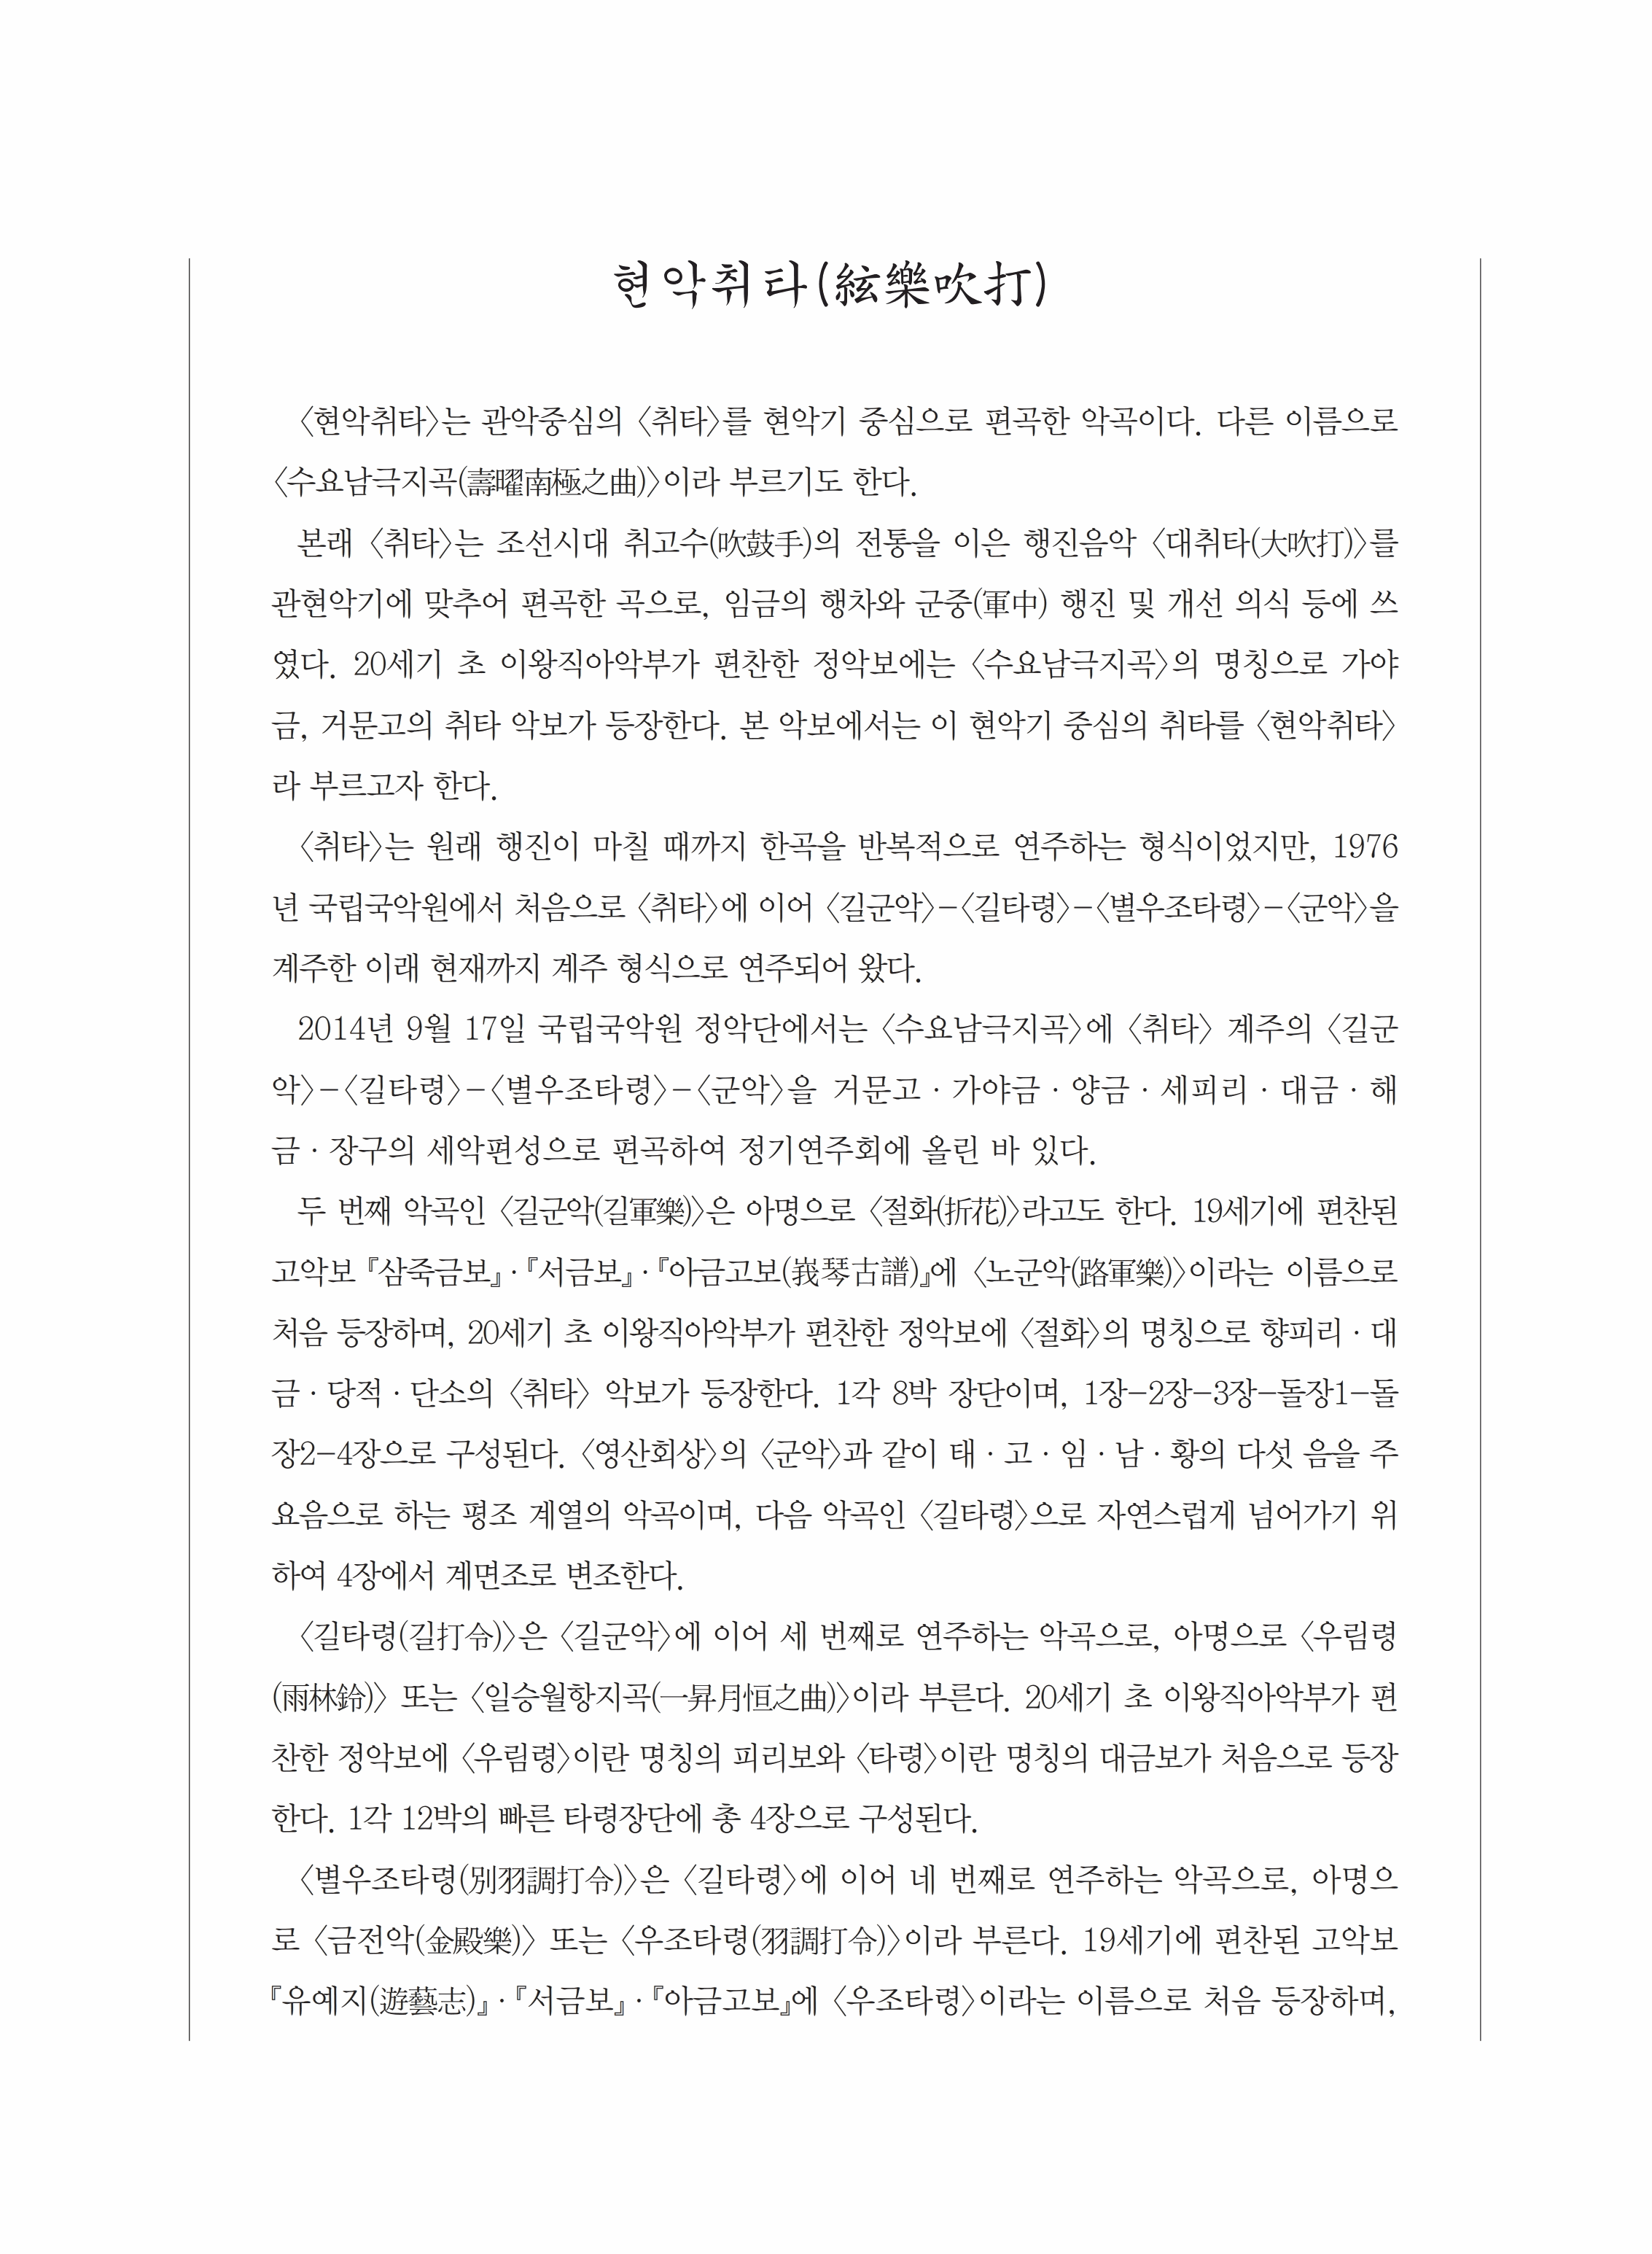 현악취타(絃樂吹打)
〈현악취타〉는 관악중심의 〈취타〉를 현악기 중심으로 편곡한 악곡이다. 다른 이름으로
〈수요남극지곡(壽曜南極之曲)〉이라 부르기도 한다.
본래 〈취타〉는 조선시대 취고수(吹鼓手)의 전통을 이은 행진음악 〈대취타(大吹打)〉를
관현악기에 맞추어 편곡한 곡으로, 임금의 행차와 군중(軍中) 행진 및 개선 의식 등에 쓰
였다. 20세기 초 이왕직아악부가 편찬한 정악보에는 〈수요남극지곡〉의 명칭으로 가야
금, 거문고의 취타 악보가 등장한다. 본 악보에서는 이 현악기 중심의 취타를 〈현악취타〉
라 부르고자 한다.
〈취타〉는 원래 행진이 마칠 때까지 한곡을 반복적으로 연주하는 형식이었지만, 1976
년 국립국악원에서 처음으로 〈취타〉에 이어 〈길군악〉-〈길타령〉-〈별우조타령〉-〈군악〉을
계주한 이래 현재까지 계주 형식으로 연주되어 왔다.
2014년 9월 17일 국립국악원 정악단에서는 〈수요남극지곡〉에 〈취타〉 계주의 〈길군
악〉-〈길타령〉-〈별우조타령〉-〈군악〉을 거문고 · 가야금 · 양금 · 세피리 · 대금 · 해
금 · 장구의 세악편성으로 편곡하여 정기연주회에 올린 바 있다.
두 번째 악곡인 〈길군악(길軍樂)〉은 아명으로 〈절화(折花)〉라고도 한다. 19세기에 편찬된
고악보 『삼죽금보』·『서금보』·『아금고보(峩琴古譜)』에 〈노군악(路軍樂)〉이라는 이름으로
처음 등장하며, 20세기 초 이왕직아악부가 편찬한 정악보에 〈절화〉의 명칭으로 향피리 · 대
금 · 당적 · 단소의 〈취타〉 악보가 등장한다. 1각 8박 장단이며, 1장-2장-3장-돌장1-돌
장2-4장으로 구성된다. 〈영산회상〉의 〈군악〉과 같이 태 · 고 · 임 · 남 · 황의 다섯 음을 주
요음으로 하는 평조 계열의 악곡이며, 다음 악곡인 〈길타령〉으로 자연스럽게 넘어가기 위
하여 4장에서 계면조로 변조한다.
〈길타령(길打令)〉은 〈길군악〉에 이어 세 번째로 연주하는 악곡으로, 아명으로 〈우림령
(雨林鈴)〉 또는 〈일승월항지곡(一昇月恒之曲)〉이라 부른다. 20세기 초 이왕직아악부가 편
찬한 정악보에 〈우림령〉이란 명칭의 피리보와 〈타령〉이란 명칭의 대금보가 처음으로 등장
한다. 1각 12박의 빠른 타령장단에 총 4장으로 구성된다.
〈별우조타령(別羽調打令)〉은 〈길타령〉에 이어 네 번째로 연주하는 악곡으로, 아명으
로 〈금전악(金殿樂)〉 또는 〈우조타령(羽調打令)〉이라 부른다. 19세기에 편찬된 고악보
『유예지(遊藝志)』·『서금보』·『아금고보』에 〈우조타령〉이라는 이름으로 처음 등장하며,